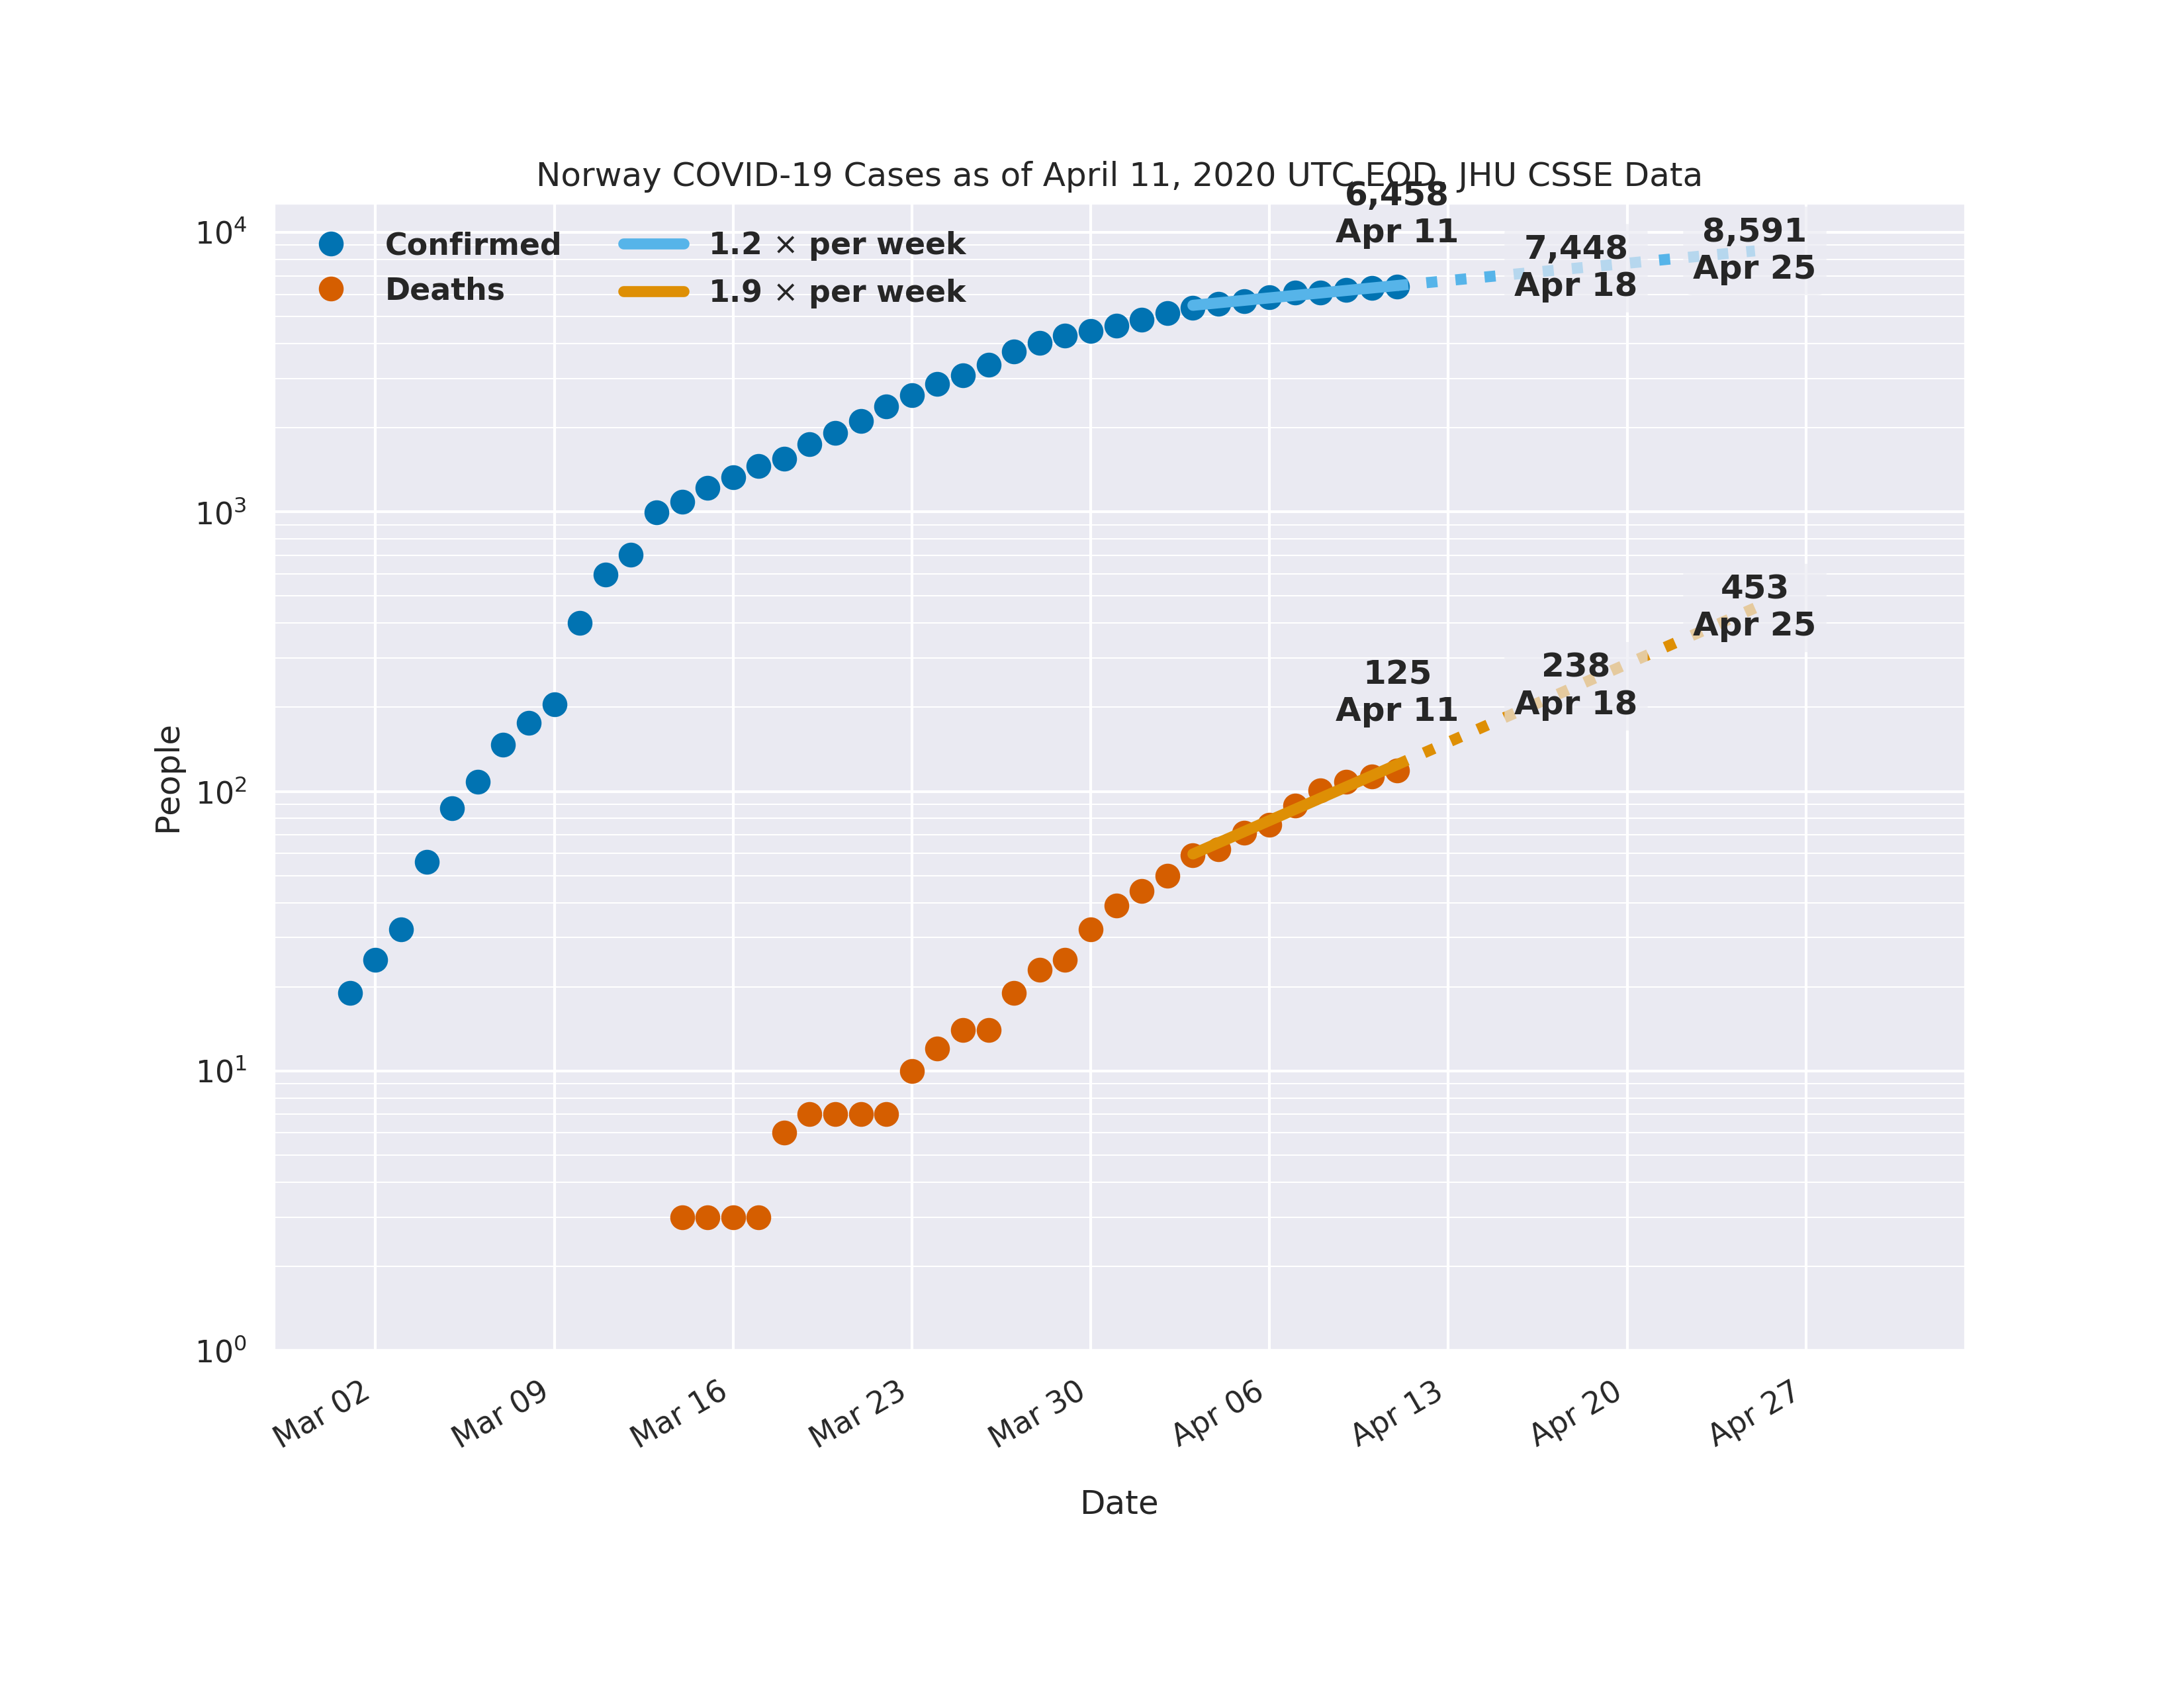 Norway COVID-19 Cases as of April 11, 2020 UTC EOD, JHU CSSE Data
Confirmed
Deaths
1.2 × per week
1.9 × per week
6,458
Apr 11
7,448
Apr 18
8,591
Apr 25
125
Apr 11
238
Apr 18
453
Apr 25
People
10⁴
10³
10²
10¹
10⁰
Mar 02
Mar 09
Mar 16
Mar 23
Mar 30
Apr 06
Apr 13
Apr 20
Apr 27
Date